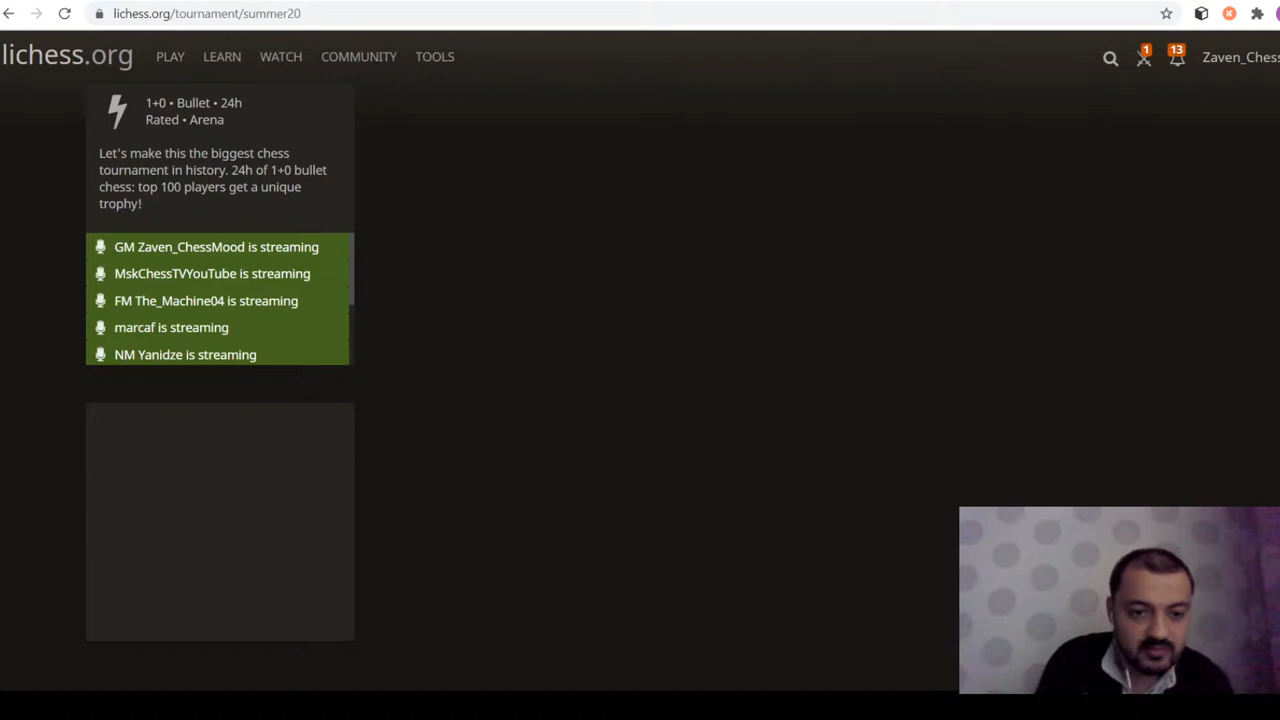 lichess.org/tournament/summer20
lichess.org PLAY LEARN WATCH COMMUNITY TOOLS 1 13 Zaven_Chess
1+0 • Bullet • 24h
Rated • Arena
Let's make this the biggest chess
tournament in history. 24h of 1+0 bullet
chess: top 100 players get a unique
trophy!
GM Zaven_ChessMood is streaming
MskChessTVYouTube is streaming
FM The_Machine04 is streaming
marcaf is streaming
NM Yanidze is streaming